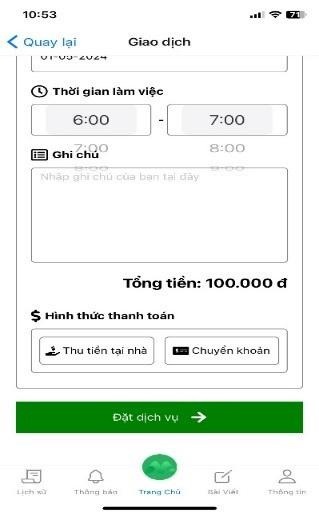 10:53
71
Quay lại
Giao dịch
01-05-2024
Thời gian làm việc
6:00 - 7:00
7:00 8:00
Ghi chú
8:00 9:00
Nhập ghi chú của bạn tại đây
Tổng tiền: 100.000 đ
$ Hình thức thanh toán
Thu tiền tại nhà
Chuyển khoản
Đặt dịch vụ
Lịch sử
Thông báo
Trang Chủ
Bài Viết
Thông tin